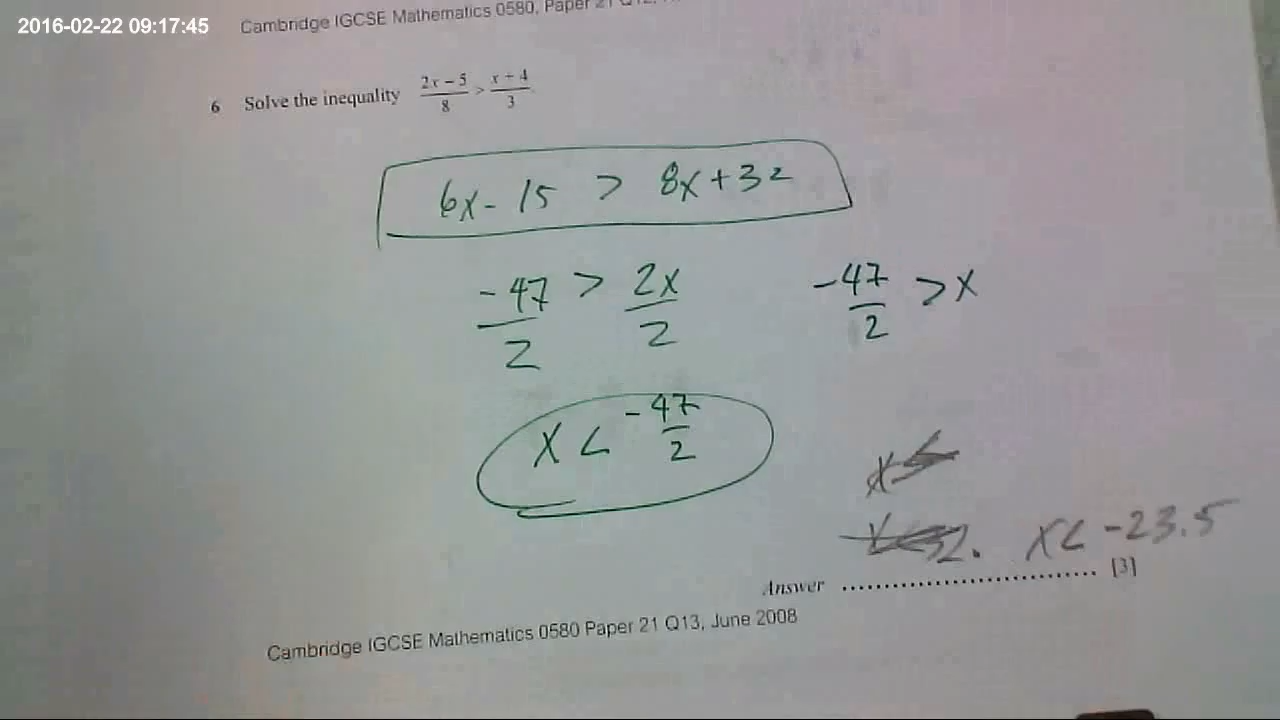 2016-02-22 09:17:45
Cambridge IGCSE Mathematics 0580, Paper 21
6 Solve the inequality (2x − 5)/8 > (x + 4)/3
6x - 15 > 8x + 32
-47/2 > 2x/2
-47/2 > x
x < -47/2
x <
x < -23.5
Answer ................................ [3]
Cambridge IGCSE Mathematics 0580 Paper 21 Q13, June 2008